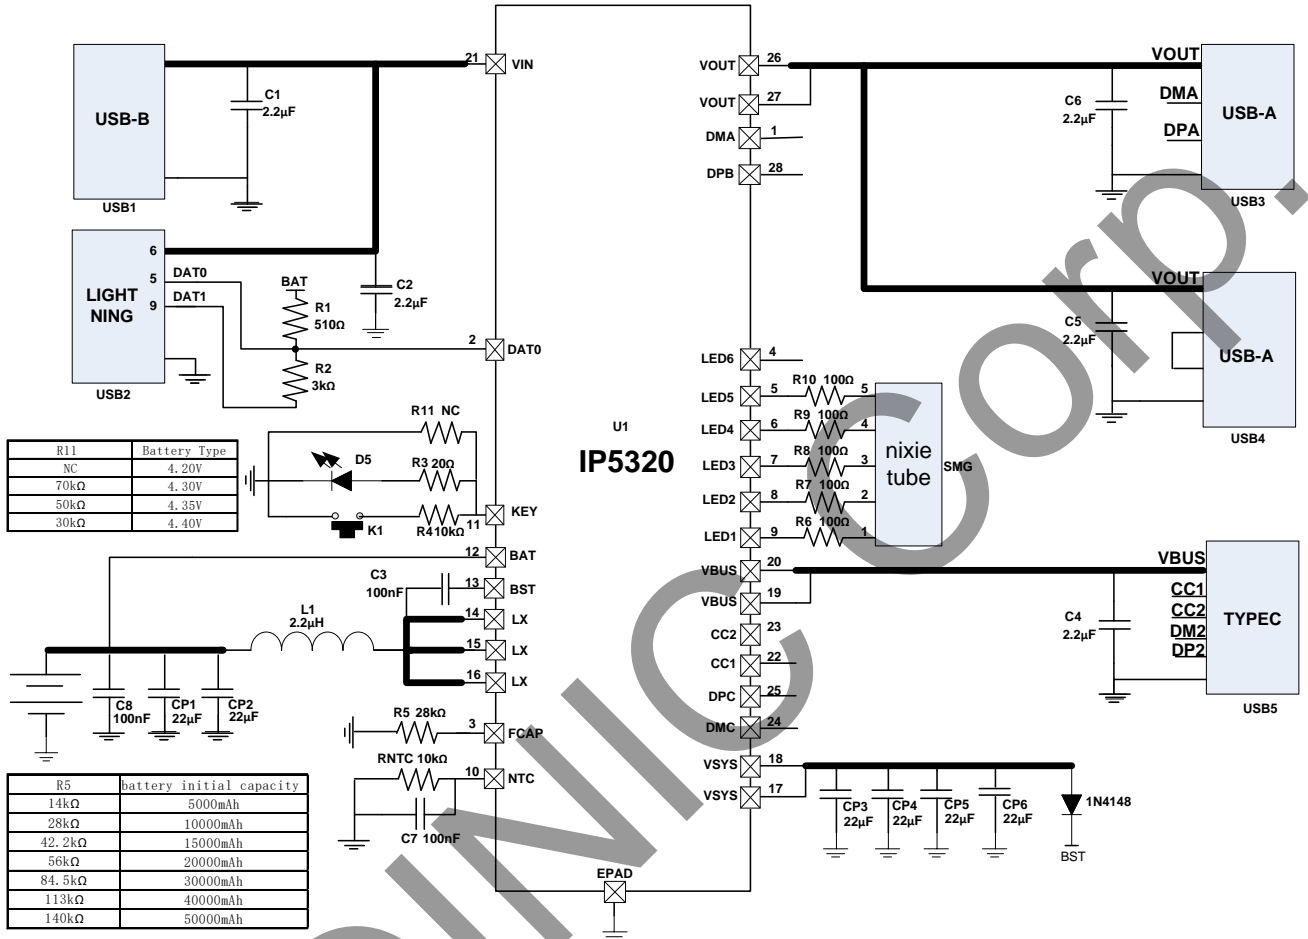 USB-B
USB1
C1
2.2μF
21
VIN
LIGHT
NING
USB2
6
5
9
DAT0
DAT1
BAT
R1
510Ω
R2
3kΩ
C2
2.2μF
2
DAT0
R11 NC
D5
R3 20Ω
R4 10kΩ
K1
11
KEY
R11 Battery Type
NC 4.20V
70kΩ 4.30V
50kΩ 4.35V
30kΩ 4.40V
12
BAT
C3
100nF
13
BST
14
LX
15
LX
16
LX
L1
2.2μH
C8
100nF
CP1
22μF
CP2
22μF
R5 28kΩ
3
FCAP
RNTC 10kΩ
10
NTC
C7 100nF
R5 battery initial capacity
14kΩ 5000mAh
28kΩ 10000mAh
42.2kΩ 15000mAh
56kΩ 20000mAh
84.5kΩ 30000mAh
113kΩ 40000mAh
140kΩ 50000mAh
U1
IP5320
EPAD
VOUT 26
VOUT 27
DMA 1
DPB 28
LED6 4
LED5 5 R10 100Ω 5
LED4 6 R9 100Ω 4
LED3 7 R8 100Ω 3
LED2 8 R7 100Ω 2
LED1 9 R6 100Ω 1
nixie
tube
SMG
VBUS 20
VBUS 19
CC2 23
CC1 22
DPC 25
DMC 24
VSYS 18
VSYS 17
CP3
22μF
CP4
22μF
CP5
22μF
CP6
22μF
1N4148
BST
VOUT
DMA
DPA
USB-A
USB3
C6
2.2μF
VOUT
USB-A
USB4
C5
2.2μF
VBUS
CC1
CC2
DM2
DP2
TYPEC
USB5
C4
2.2μF
INIC Corp.